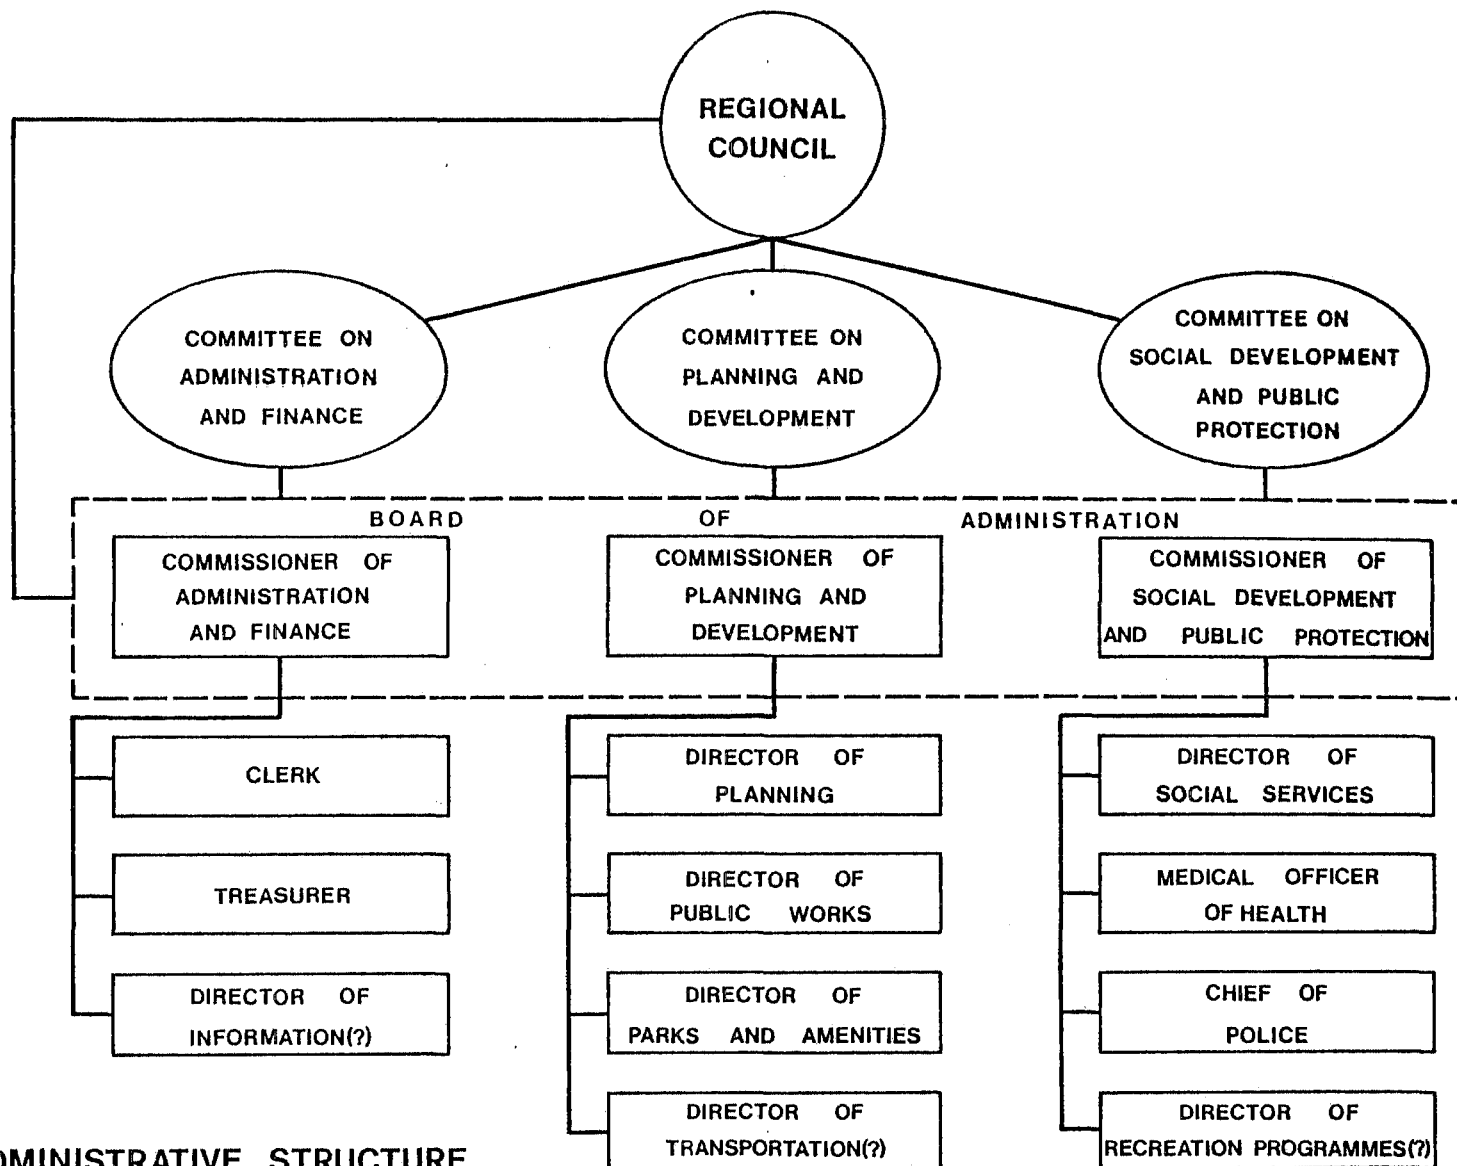 REGIONAL
COUNCIL
COMMITTEE ON
ADMINISTRATION
AND FINANCE
COMMITTEE ON
PLANNING AND
DEVELOPMENT
COMMITTEE ON
SOCIAL DEVELOPMENT
AND PUBLIC
PROTECTION
BOARD OF ADMINISTRATION
COMMISSIONER OF
ADMINISTRATION
AND FINANCE
COMMISSIONER OF
PLANNING AND
DEVELOPMENT
COMMISSIONER OF
SOCIAL DEVELOPMENT
AND PUBLIC PROTECTION
CLERK
TREASURER
DIRECTOR OF
INFORMATION(?)
DIRECTOR OF
PLANNING
DIRECTOR OF
PUBLIC WORKS
DIRECTOR OF
PARKS AND AMENITIES
DIRECTOR OF
TRANSPORTATION(?)
DIRECTOR OF
SOCIAL SERVICES
MEDICAL OFFICER
OF HEALTH
CHIEF OF
POLICE
DIRECTOR OF
RECREATION PROGRAMMES(?)
DMINISTRATIVE STRUCTURE